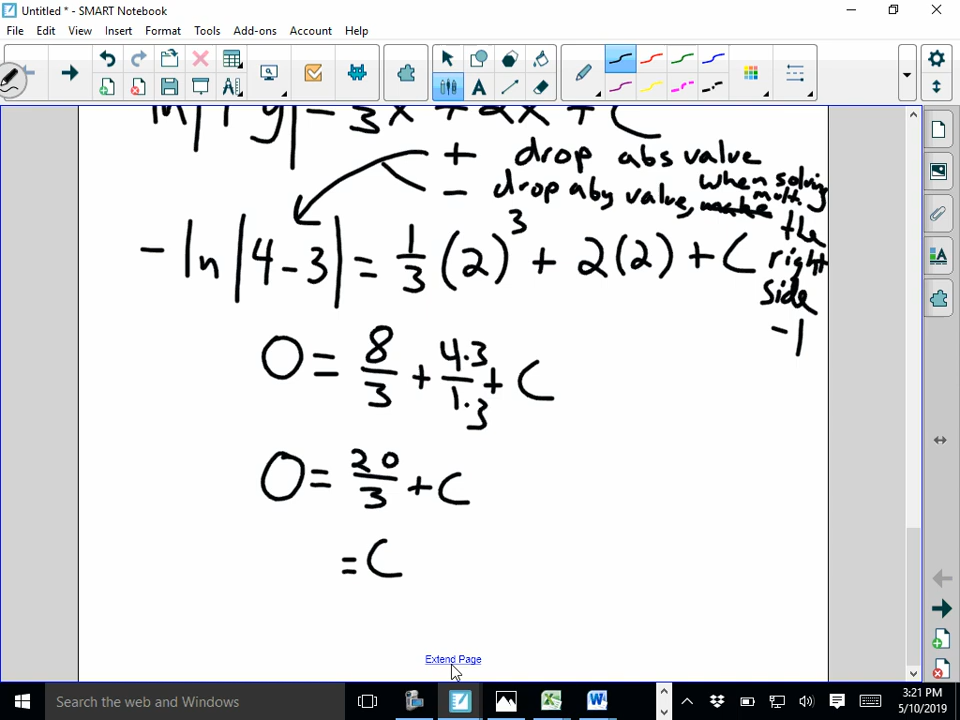 Untitled * - SMART Notebook
File Edit View Insert Format Tools Add-ons Account Help
+ drop abs value
- drop aby value, when solving
mult
the
right
side
-1
-ln|4-3| = 1/3 (2)^3 + 2(2) + C
0 = 8/3 + 4·3/1·3 + C
0 = 20/3 + C
= C
Extend Page
Search the web and Windows
3:21 PM
5/10/2019